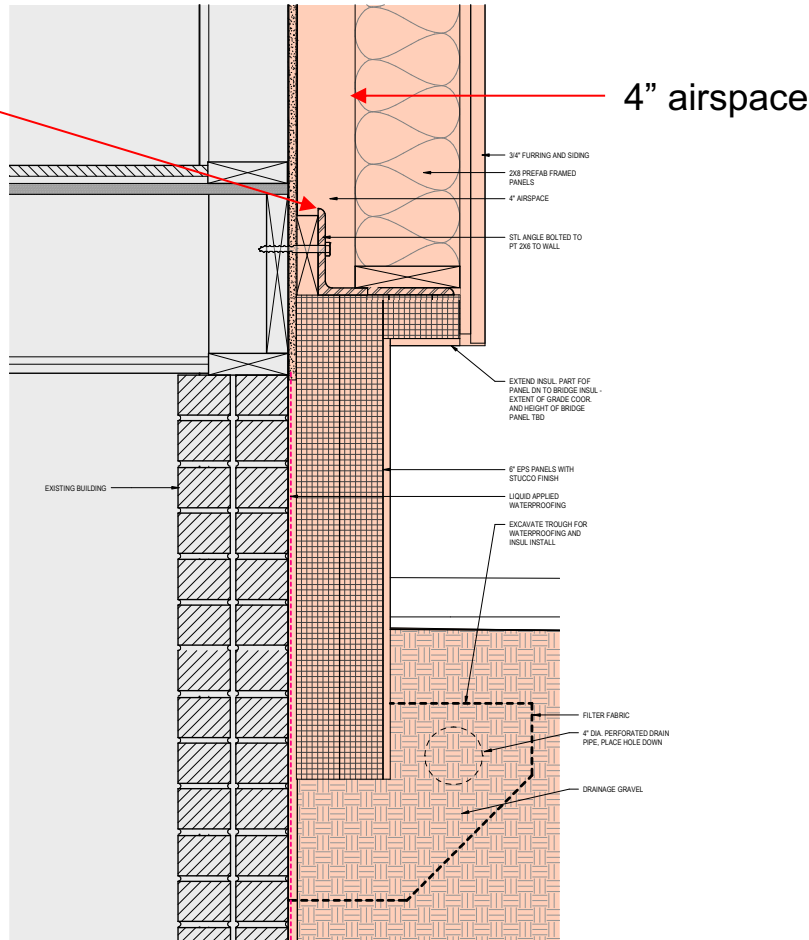 4” airspace
3/4" FURRING AND SIDING
2X8 PREFAB FRAMED
PANELS
4" AIRSPACE
STL ANGLE BOLTED TO
PT 2X6 TO WALL
EXTEND INSUL. PART FOF
PANEL DN TO BRIDGE INSUL -
EXTENT OF GRADE COOR.
AND HEIGHT OF BRIDGE
PANEL TBD
EXISTING BUILDING
6" EPS PANELS WITH
STUCCO FINISH
LIQUID APPLIED
WATERPROOFING
EXCAVATE TROUGH FOR
WATERPROOFING AND
INSUL INSTALL
FILTER FABRIC
4" DIA. PERFORATED DRAIN
PIPE, PLACE HOLE DOWN
DRAINAGE GRAVEL